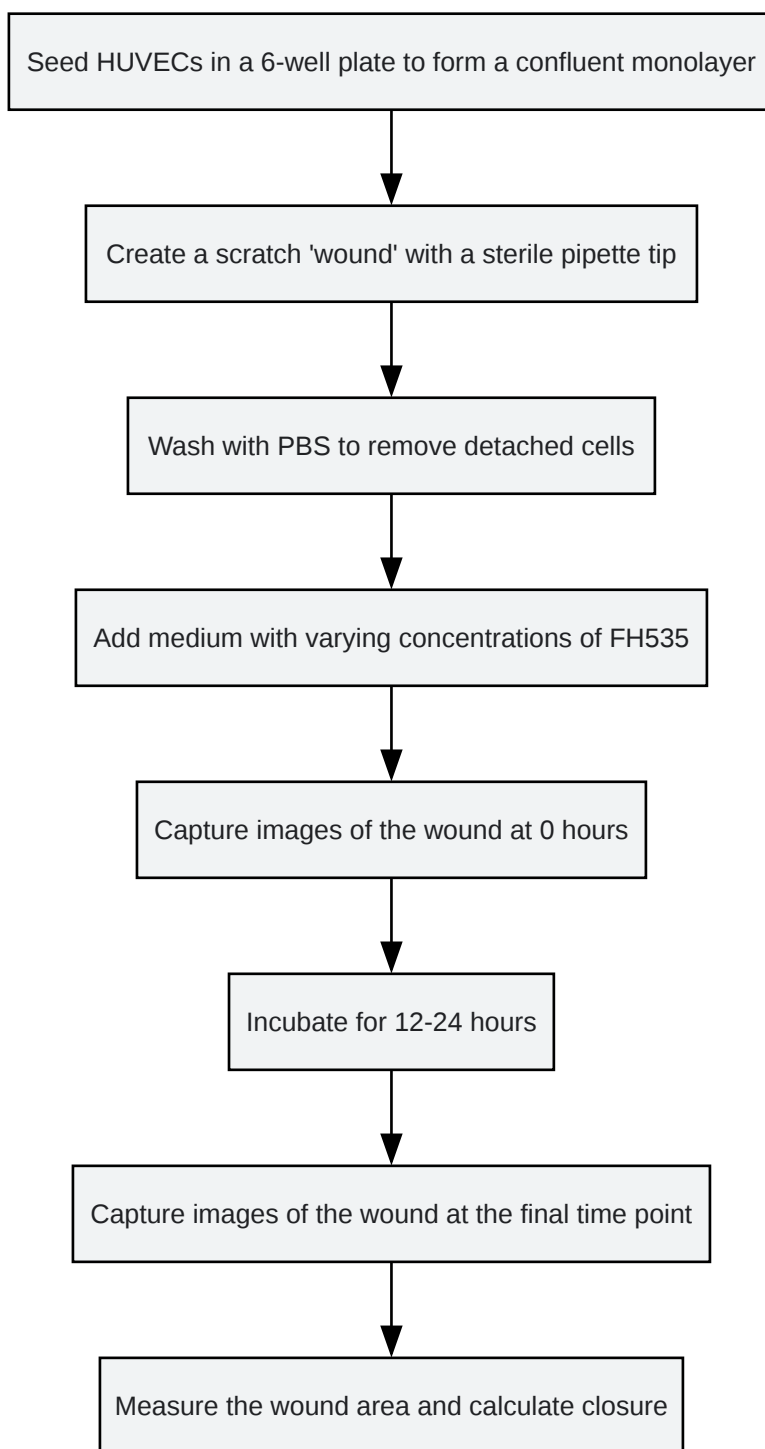 Seed HUVECs in a 6-well plate to form a confluent monolayer
Create a scratch 'wound' with a sterile pipette tip
Wash with PBS to remove detached cells
Add medium with varying concentrations of FH535
Capture images of the wound at 0 hours
Incubate for 12-24 hours
Capture images of the wound at the final time point
Measure the wound area and calculate closure